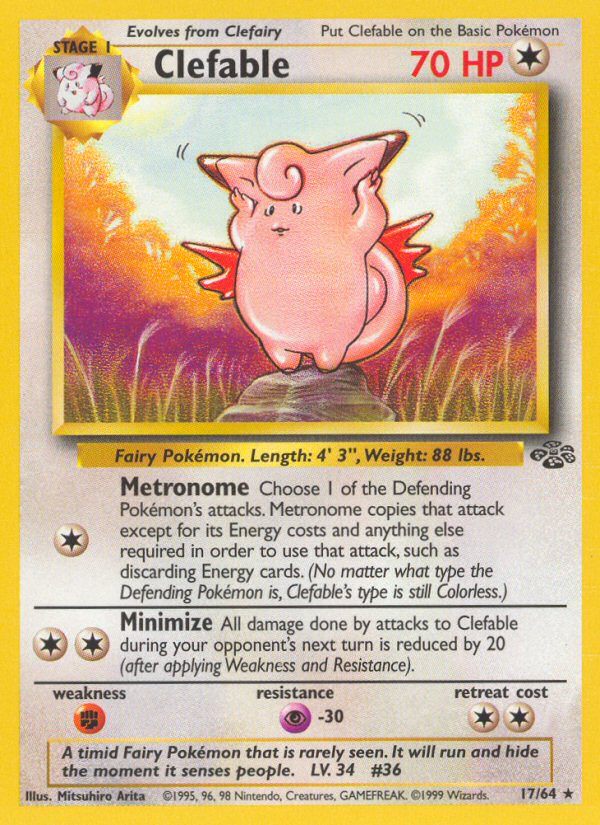 Evolves from Clefairy Put Clefable on the Basic Pokémon
STAGE 1
Clefable 70 HP
Fairy Pokémon. Length: 4' 3", Weight: 88 lbs.
Metronome Choose 1 of the Defending
Pokémon's attacks. Metronome copies that attack
except for its Energy costs and anything else
required in order to use that attack, such as
discarding Energy cards. (No matter what type the
Defending Pokémon is, Clefable's type is still Colorless.)
Minimize All damage done by attacks to Clefable
during your opponent's next turn is reduced by 20
(after applying Weakness and Resistance).
weakness resistance retreat cost
-30
A timid Fairy Pokémon that is rarely seen. It will run and hide
the moment it senses people. LV. 34 #36
Illus. Mitsuhiro Arita ©1995, 96, 98 Nintendo, Creatures, GAMEFREAK. ©1999 Wizards. 17/64 ★